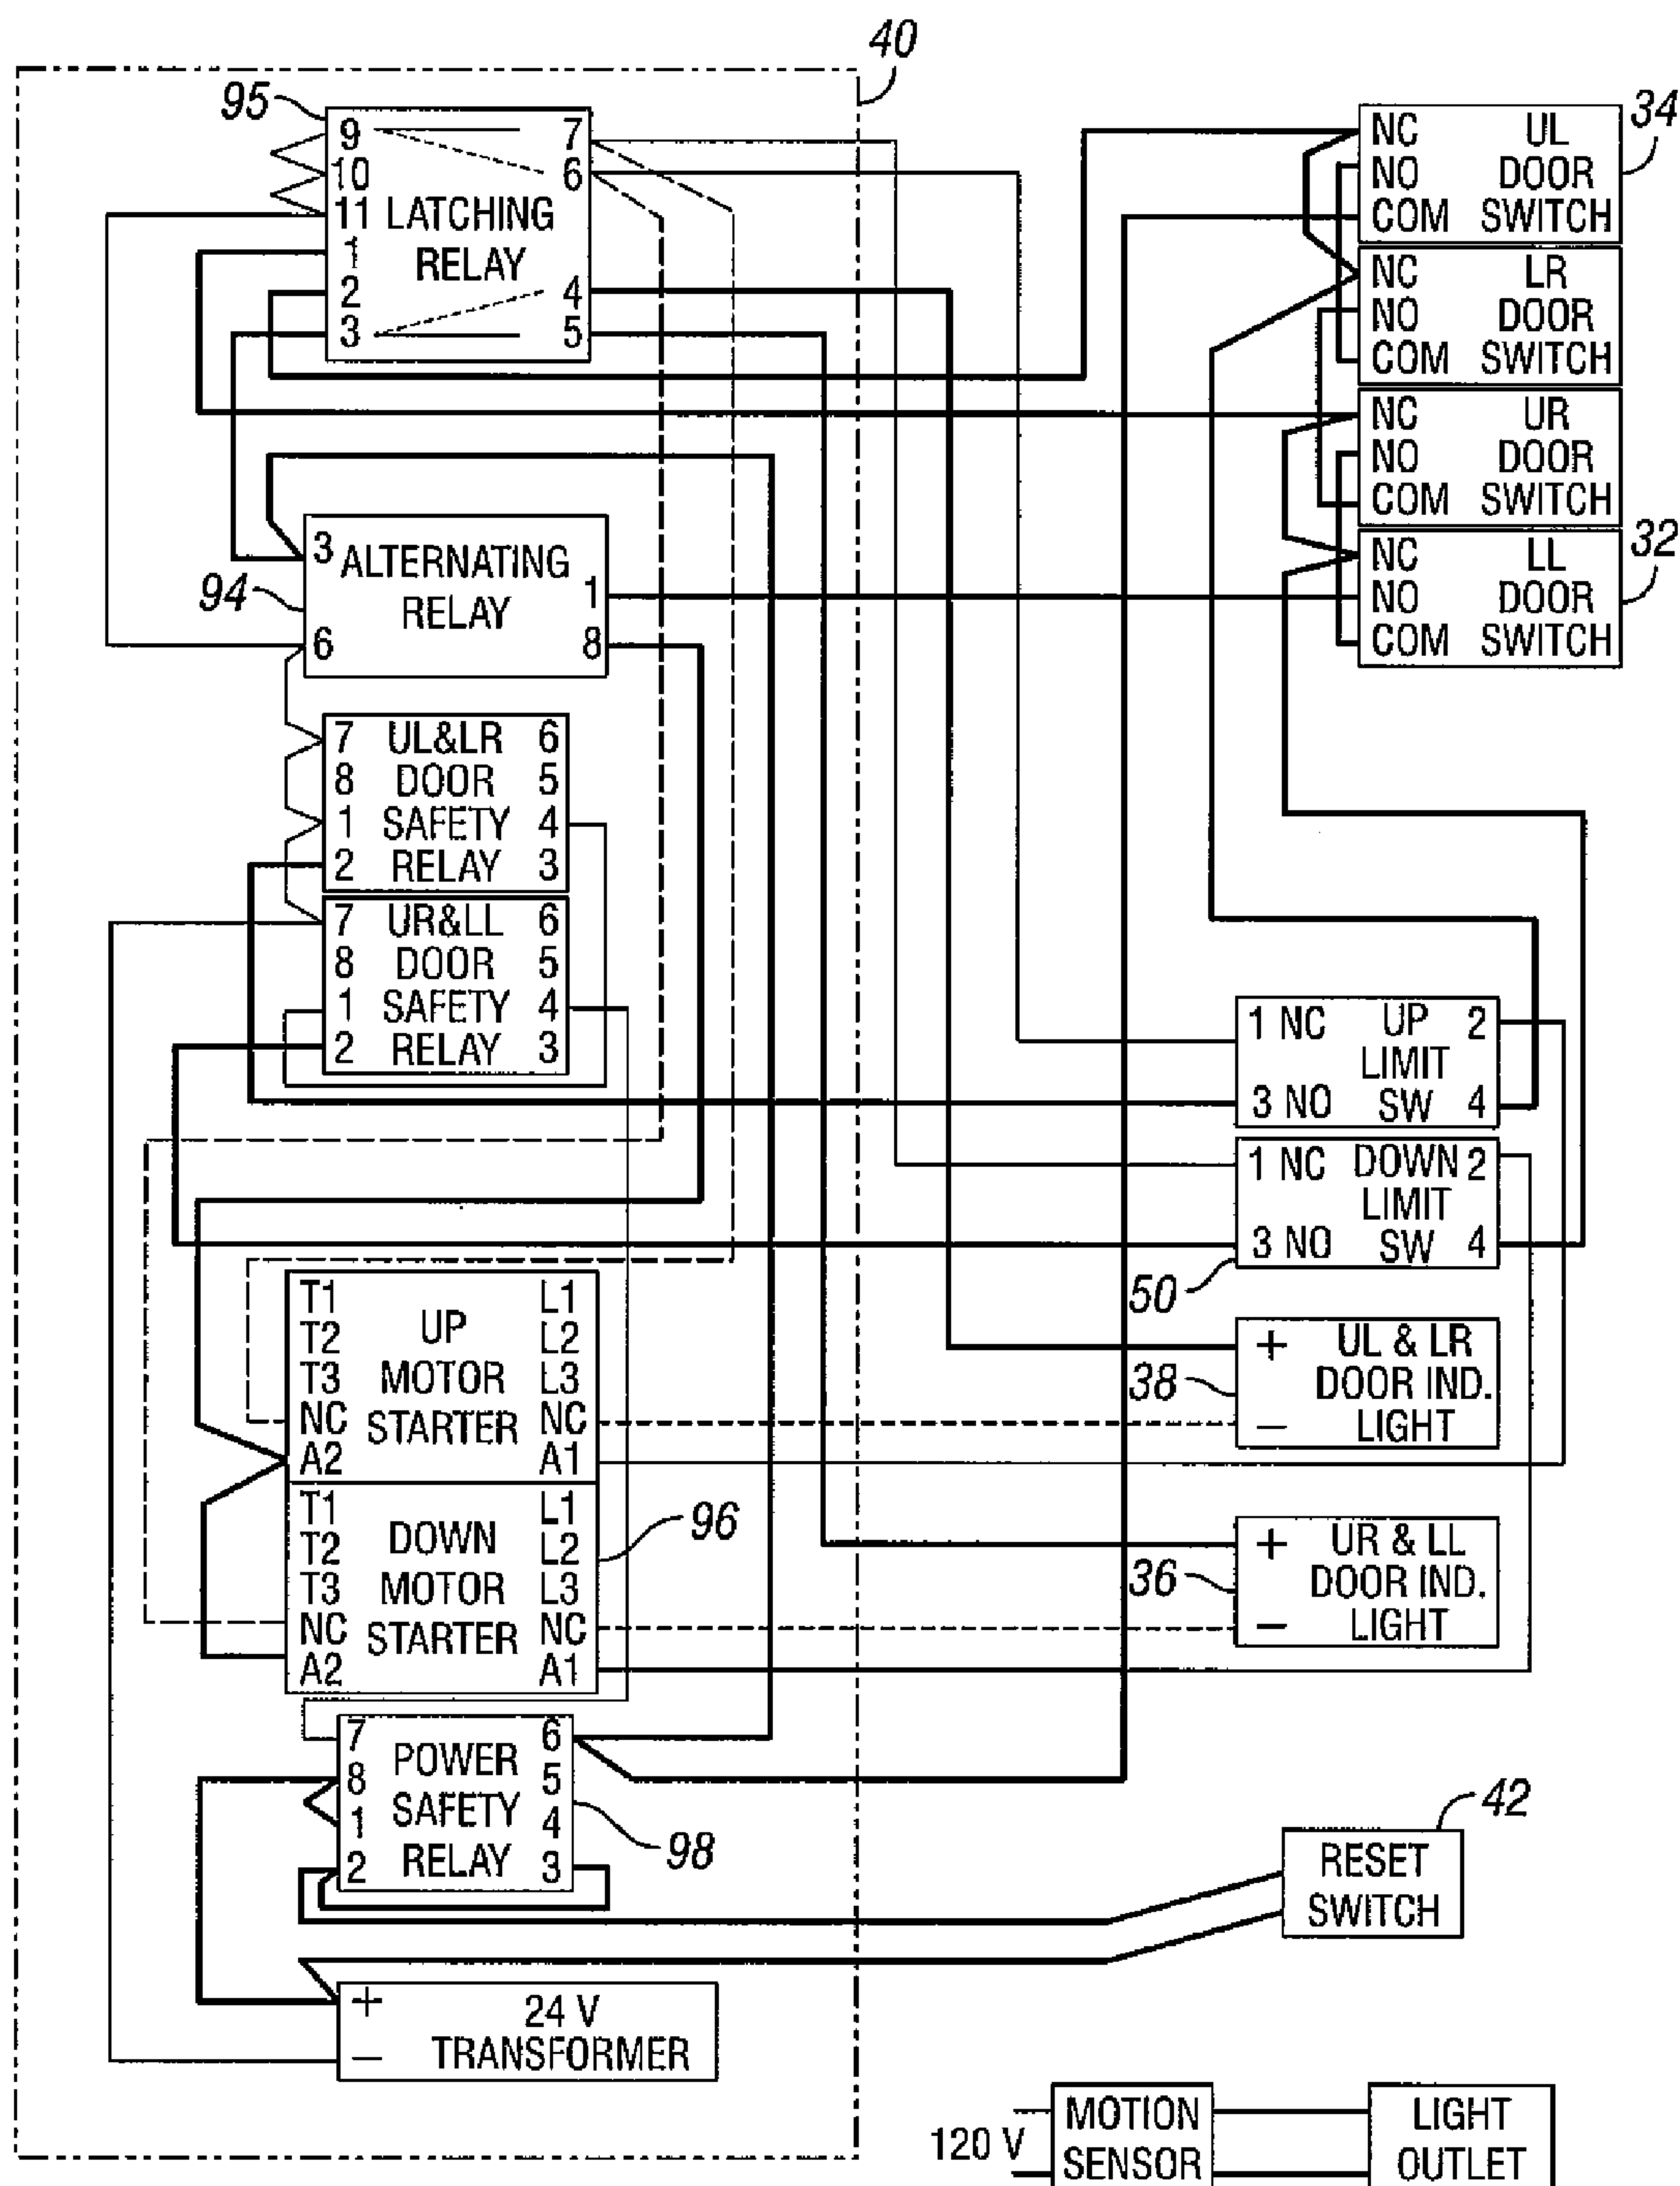 40
95
9 7
10 6
11 LATCHING
1 RELAY
2 4
3 5
34
NC UL
NO DOOR
COM SWITCH
NC LR
NO DOOR
COM SWITCH
NC UR
NO DOOR
COM SWITCH
32
NC LL
NO DOOR
COM SWITCH
94
3 ALTERNATING
RELAY 1
6 8
7 UL&LR 6
8 DOOR 5
1 SAFETY 4
2 RELAY 3
7 UR&LL 6
8 DOOR 5
1 SAFETY 4
2 RELAY 3
1 NC UP 2
LIMIT
3 NO SW 4
1 NC DOWN 2
LIMIT
3 NO SW 4
50
T1 L1
T2 UP L2
T3 MOTOR L3
NC STARTER NC
A2 A1
38
+ UL & LR
DOOR IND.
− LIGHT
T1 L1
T2 DOWN L2
T3 MOTOR L3
NC STARTER NC
A2 A1
96
36
+ UR & LL
DOOR IND.
− LIGHT
7 6
8 POWER 5
1 SAFETY 4
2 RELAY 3
98
42
RESET
SWITCH
+ 24 V
− TRANSFORMER
120 V
MOTION
SENSOR
LIGHT
OUTLET